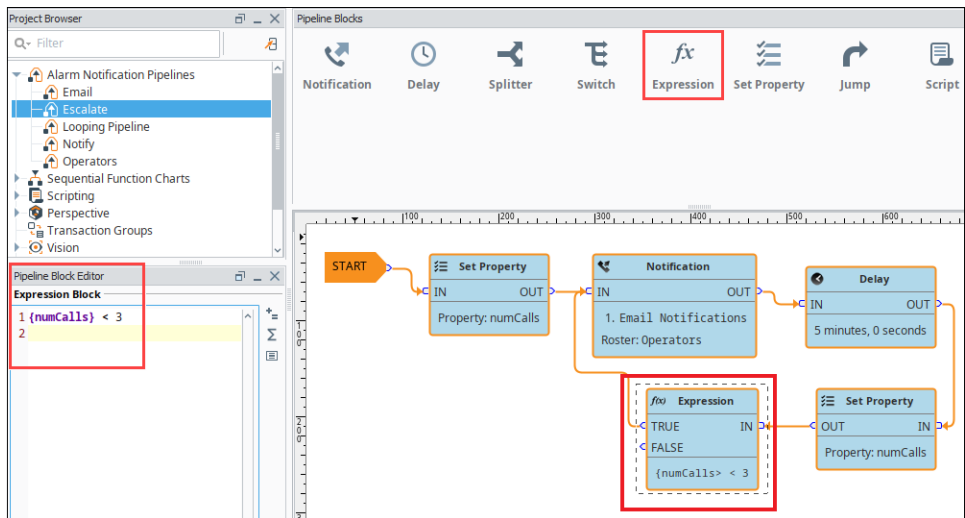 Project Browser
Filter
Alarm Notification Pipelines
Email
Escalate
Looping Pipeline
Notify
Operators
Sequential Function Charts
Scripting
Perspective
Transaction Groups
Vision
Pipeline Block Editor
Expression Block
1 {numCalls} < 3
2
Pipeline Blocks
Notification Delay Splitter Switch fx Expression Set Property Jump Script
100 200 300 400 500 600
100
200
3
START
Set Property
IN OUT
Property: numCalls
Notification
IN OUT
1. Email Notifications
Roster: Operators
Delay
IN OUT
5 minutes, 0 seconds
f(x) Expression
TRUE IN
FALSE
{numCalls> < 3
Set Property
OUT IN
Property: numCalls